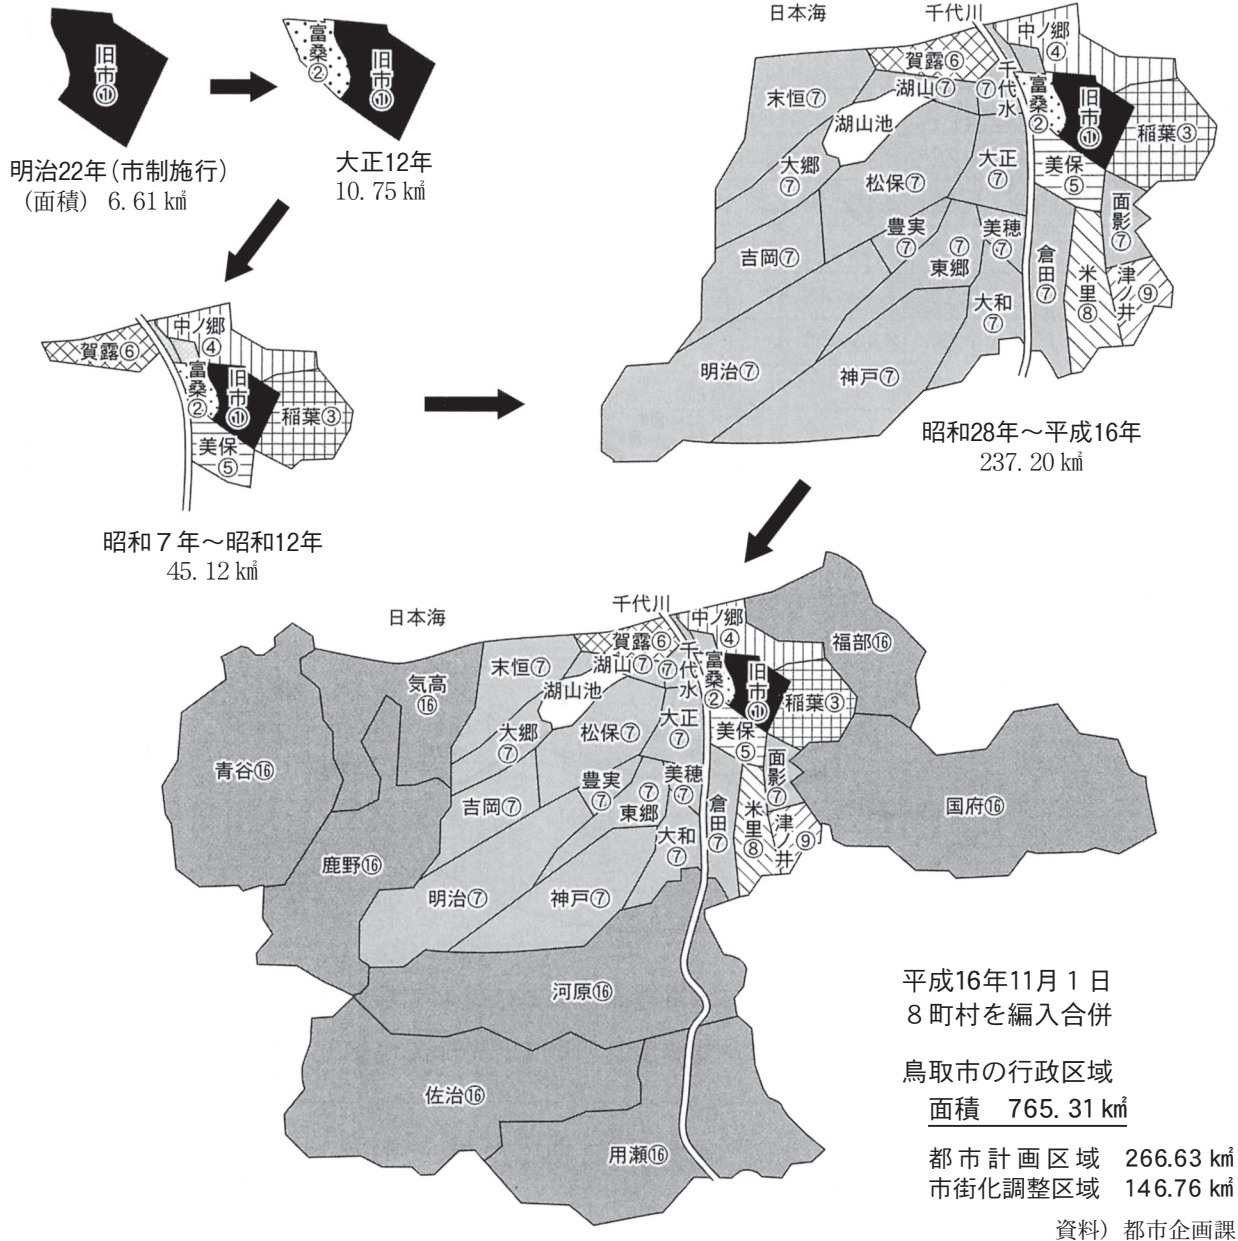 旧市①
明治22年(市制施行)
(面積) 6.61㎢
富桑②
旧市①
大正12年
10.75㎢
中ノ郷④
賀露⑥
富桑②
旧市①
稲葉③
美保⑤
昭和7年～昭和12年
45.12㎢
日本海
千代川
中ノ郷④
賀露⑥
千代水⑦
湖山⑦
末恒⑦
富桑②
旧市①
稲葉③
湖山池
大正⑦
美保⑤
大郷⑦
松保⑦
面影⑦
豊実⑦
美穂⑦
吉岡⑦
東郷⑦
倉田⑦
米里⑧
津ノ井⑨
大和⑦
明治⑦
神戸⑦
昭和28年～平成16年
237.20㎢
日本海
千代川
中ノ郷④
福部⑯
賀露⑥
千代水⑦
湖山⑦
末恒⑦
富桑②
旧市①
稲葉③
気高⑯
湖山池
大正⑦
美保⑤
大郷⑦
松保⑦
青谷⑯
面影⑦
豊実⑦
美穂⑦
国府⑯
吉岡⑦
東郷⑦
倉田⑦
米里⑧
津ノ井⑨
大和⑦
鹿野⑯
明治⑦
神戸⑦
河原⑯
佐治⑯
用瀬⑯
平成16年11月1日
8町村を編入合併
鳥取市の行政区域
面積 765.31㎢
都市計画区域 266.63㎢
市街化調整区域 146.76㎢
資料) 都市企画課